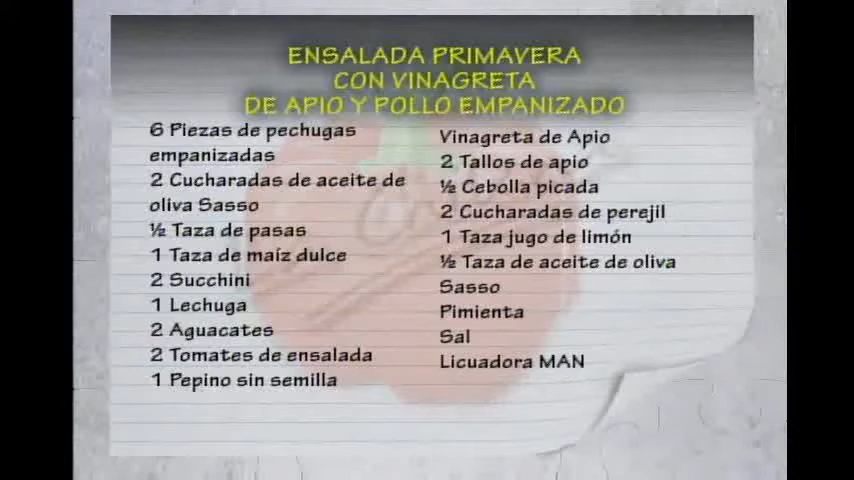 ENSALADA PRIMAVERA
CON VINAGRETA
DE APIO Y POLLO EMPANIZADO
6 Piezas de pechugas
empanizadas
2 Cucharadas de aceite de
oliva Sasso
½ Taza de pasas
1 Taza de maíz dulce
2 Succhini
1 Lechuga
2 Aguacates
2 Tomates de ensalada
1 Pepino sin semilla
Vinagreta de Apio
2 Tallos de apio
½ Cebolla picada
2 Cucharadas de perejil
1 Taza jugo de limón
½ Taza de aceite de oliva
Sasso
Pimienta
Sal
Licuadora MAN